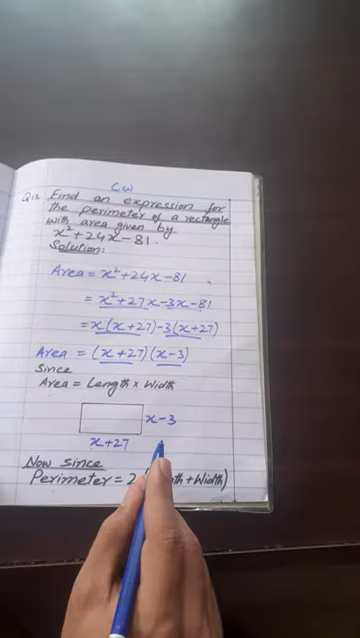 CW
Q12 Find an expression for
the perimeter of a rectangle
with area given by
x² + 24x - 81.
Solution:
Area = x² + 24x - 81
= x² + 27x - 3x - 81
= x(x + 27) - 3(x + 27)
Area = (x + 27)(x - 3)
Since
Area = Length × Width
x - 3
x + 27
Now since
Perimeter = 2 + Width)